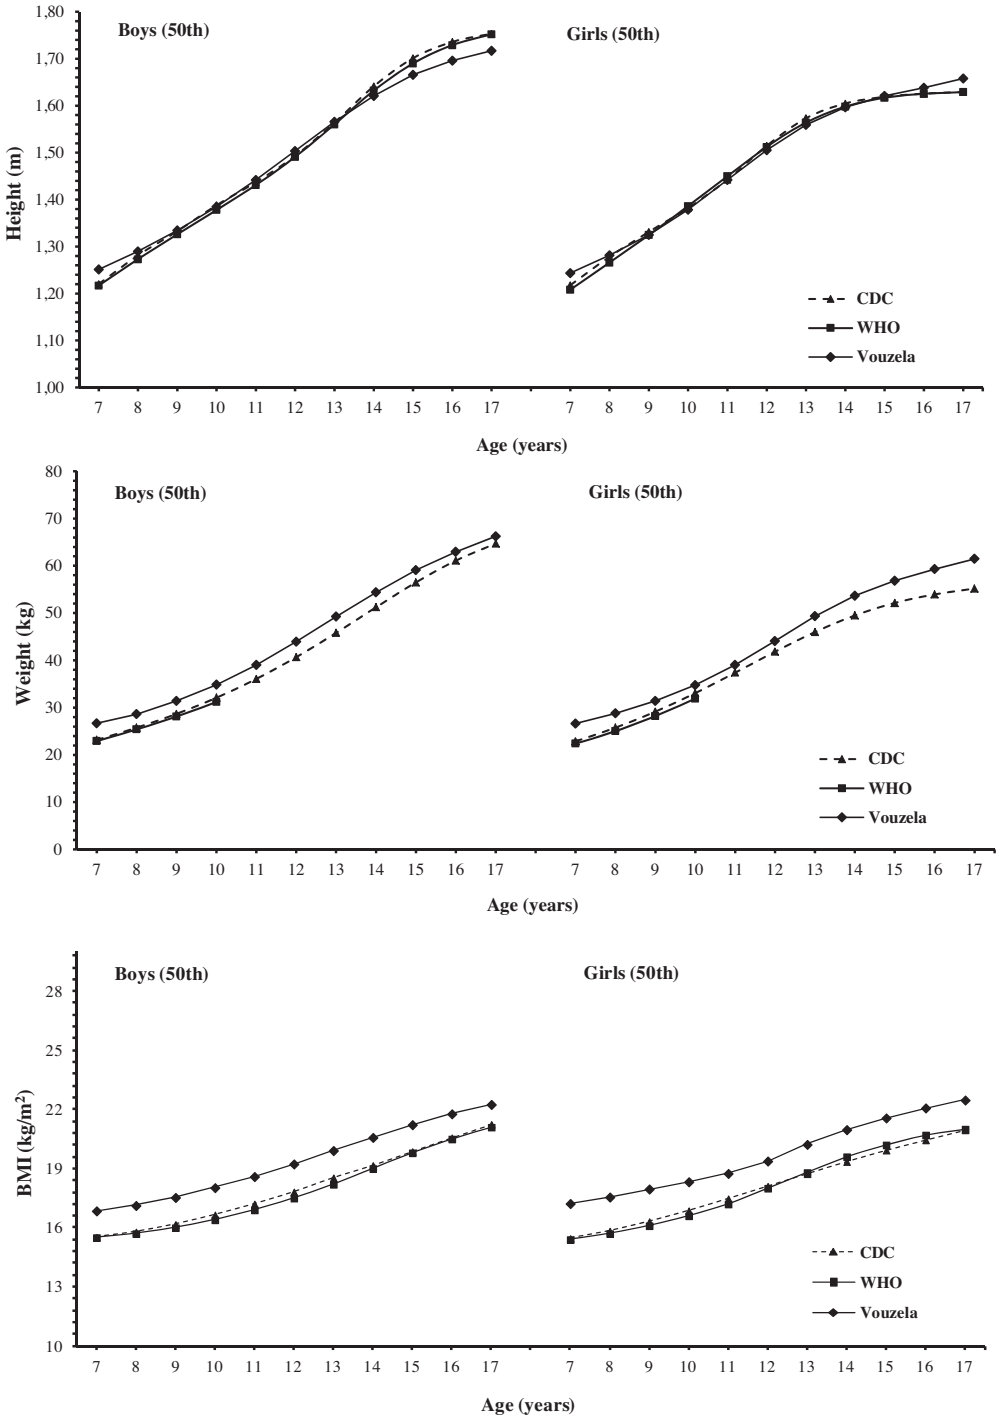 Boys (50th)
Girls (50th)
Height (m)
1,80
1,70
1,60
1,50
1,40
1,30
1,20
1,10
1,00
CDC
WHO
Vouzela
7 8 9 10 11 12 13 14 15 16 17 7 8 9 10 11 12 13 14 15 16 17
Age (years)
Boys (50th)
Girls (50th)
Weight (kg)
80
70
60
50
40
30
20
10
0
CDC
WHO
Vouzela
7 8 9 10 11 12 13 14 15 16 17 7 8 9 10 11 12 13 14 15 16 17
Age (years)
Boys (50th)
Girls (50th)
BMI (kg/m²)
28
25
22
19
16
13
10
CDC
WHO
Vouzela
7 8 9 10 11 12 13 14 15 16 17 7 8 9 10 11 12 13 14 15 16 17
Age (years)